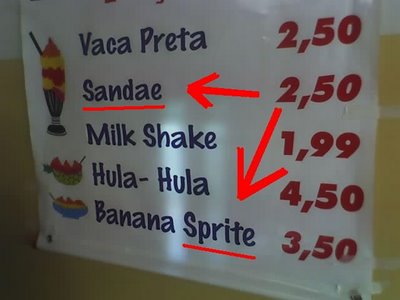 Vaca Preta 2,50
Sandae 2,50
Milk Shake 1,99
Hula- Hula 4,50
Banana Sprite 3,50